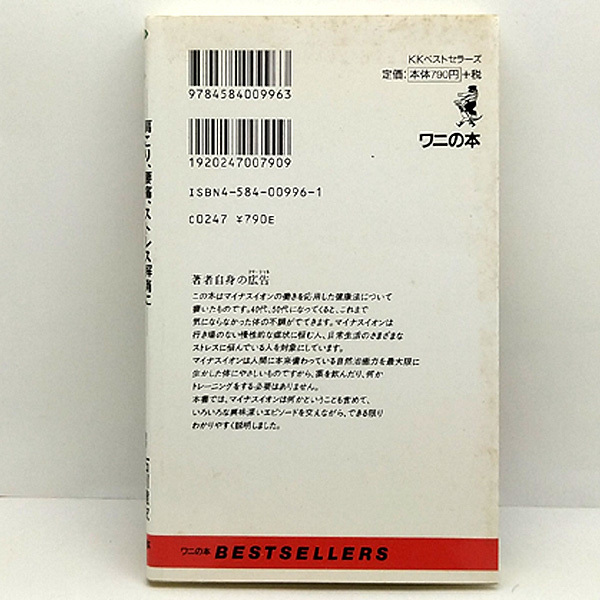 9784584009963
1920247007909
ISBN4-584-00996-1
C0247 ¥790E
KKベストセラーズ
定価:本体790円+税
ワニの本
著者自身の広告
この本はマイナスイオンの働きを応用した健康法について
書いたものです。40代、50代になってくると、これまで
気にならなかった体の不調がでてきます。マイナスイオンは
行き場のない慢性的な症状に悩む人、日常生活のさまざまな
ストレスに悩んでいる人を対象にしています。
マイナスイオンは人間に本来備わっている自然治癒力を最大限に
生かした体にやさしいものですから、薬を飲んだり、何か
トレーニングをする必要はありません。
本書では、マイナスイオンは何かということも含めて、
いろいろな興味深いエピソードを交えながら、できる限り
わかりやすく説明しました。
ワニの本 BESTSELLERS
肩こり、腰痛、ストレス解消に